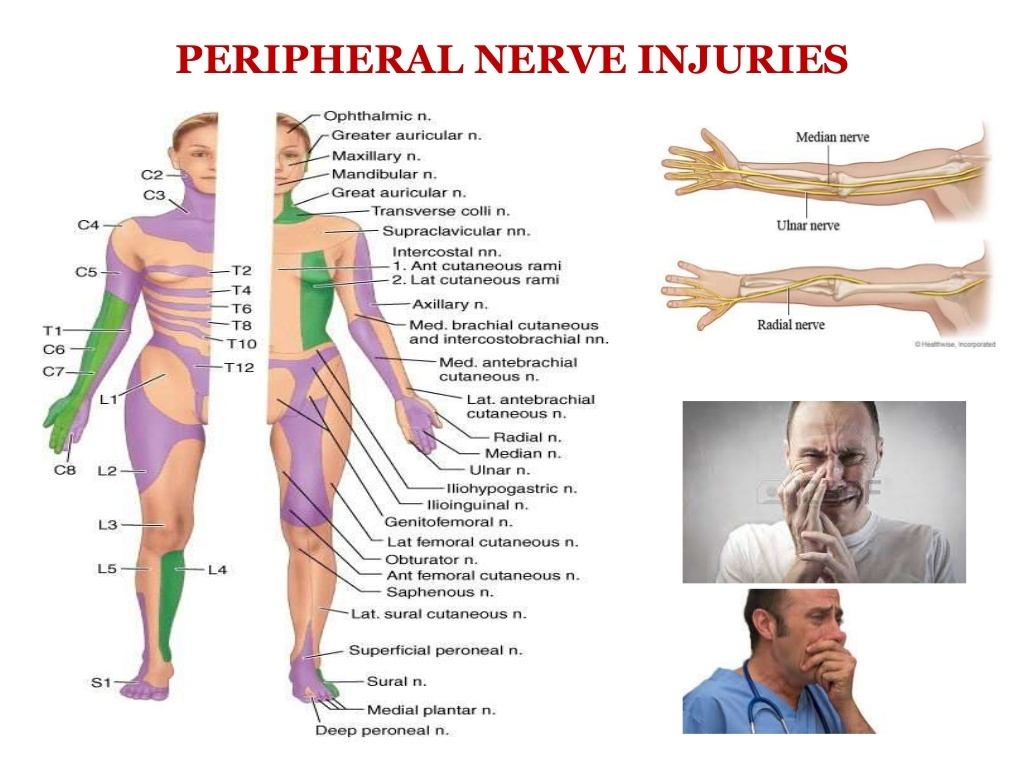 PERIPHERAL NERVE INJURIES
C2
C3
C4
C5
T1
C6
C7
L1
C8
L2
L3
L5
L4
S1
T2
T4
T6
T8
T10
T12
Ophthalmic n.
Greater auricular n.
Maxillary n.
Mandibular n.
Great auricular n.
Transverse colli n.
Supraclavicular nn.
Intercostal nn.
1. Ant cutaneous rami
2. Lat cutaneous rami
Axillary n.
Med. brachial cutaneous
and intercostobrachial nn.
Med. antebrachial
cutaneous n.
Lat. antebrachial
cutaneous n.
Radial n.
Median n.
Ulnar n.
Iliohypogastric n.
Ilioinguinal n.
Genitofemoral n.
Lat femoral cutaneous n.
Obturator n.
Ant femoral cutaneous n.
Saphenous n.
Lat. sural cutaneous n.
Superficial peroneal n.
Sural n.
Medial plantar n.
Deep peroneal n.
Median nerve
Ulnar nerve
Radial nerve
© Healthwise, Incorporated